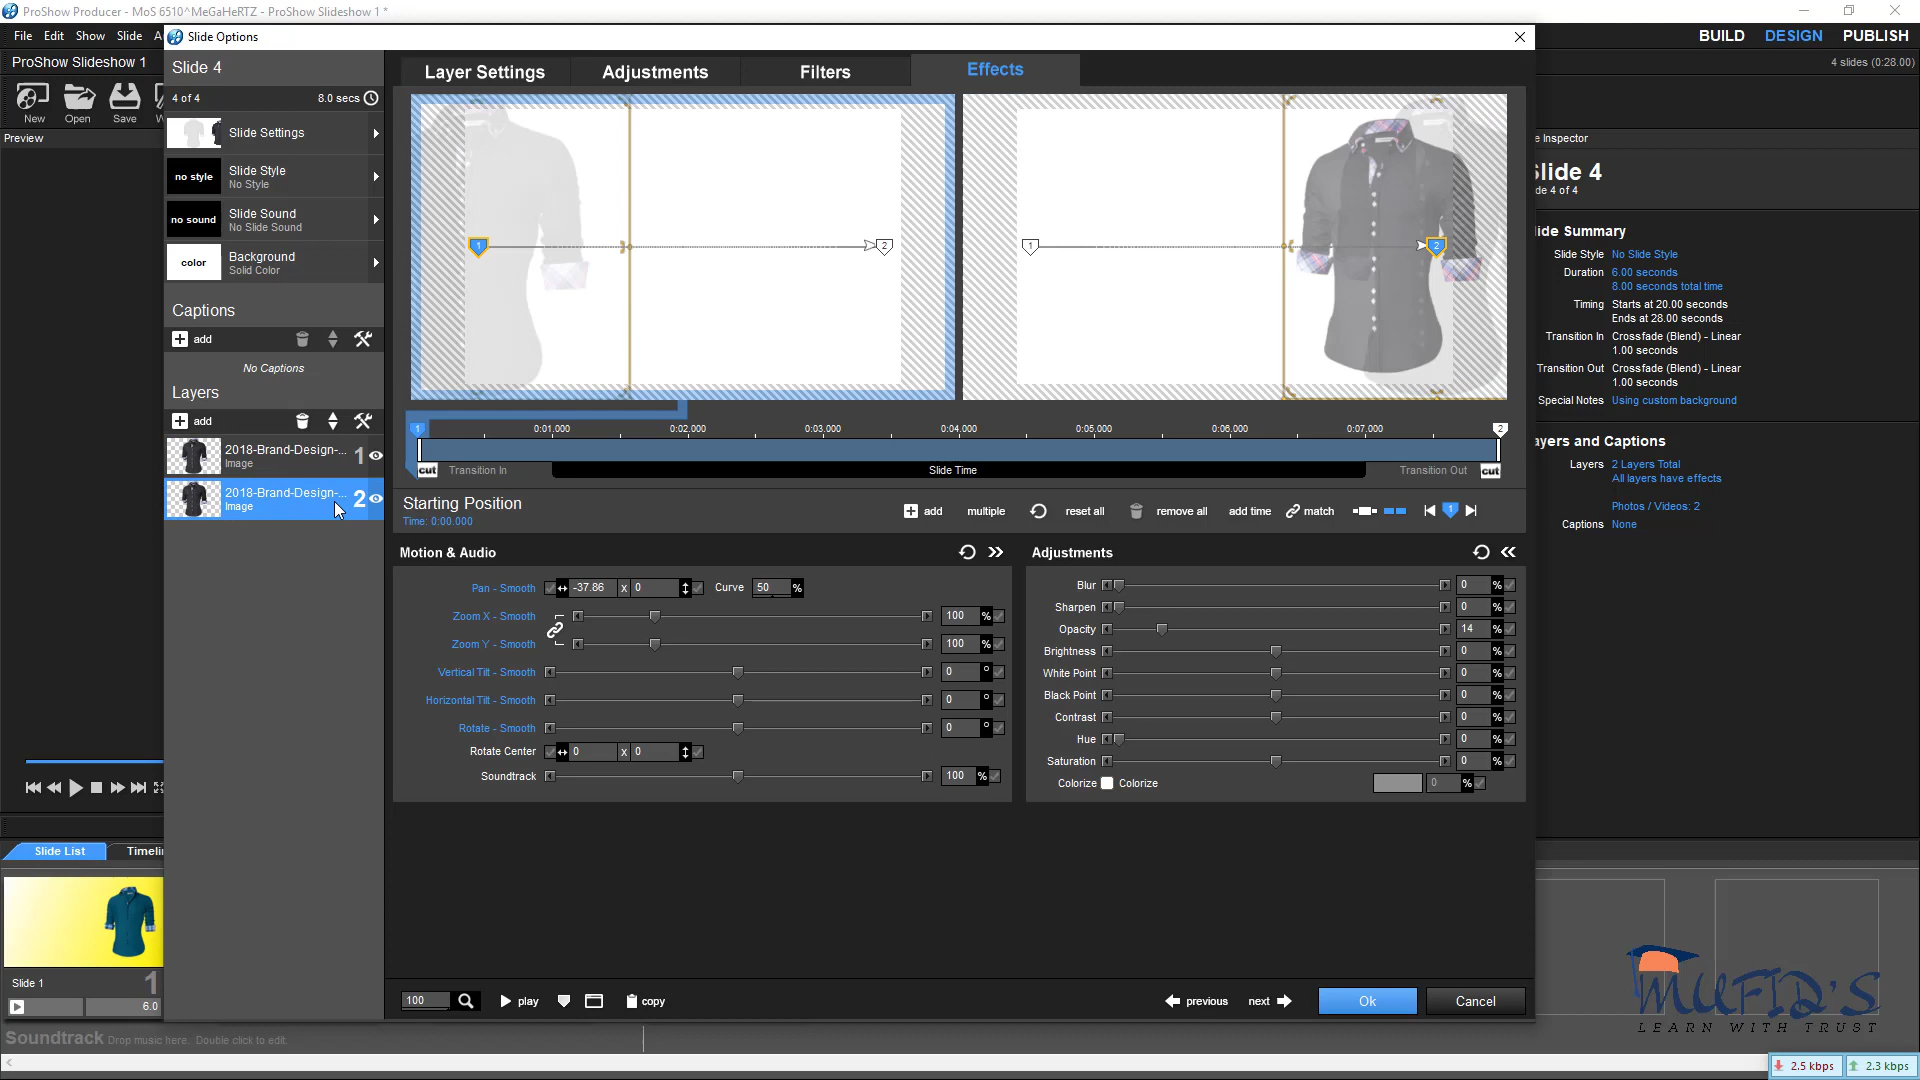 ProShow Producer - MoS 6510^MeGaHeRTZ - ProShow Slideshow 1 *
File Edit Show Slide
BUILD DESIGN PUBLISH
Slide Options
ProShow Slideshow 1
4 slides (0:28.00)
New Open Save
Preview
Slide 4
4 of 4 8.0 secs
Slide Settings
no style Slide Style
No Style
no sound Slide Sound
No Slide Sound
color Background
Solid Color
Captions
add
No Captions
Layers
add
2018-Brand-Design-... 1
Image
2018-Brand-Design-... 2
Image
Layer Settings Adjustments Filters Effects
1 2
1 2
1 0:01.000 0:02.000 0:03.000 0:04.000 0:05.000 0:06.000 0:07.000 2
cut Transition In Slide Time Transition Out cut
Starting Position
Time: 0:00.000
add multiple reset all remove all add time match 1
Motion & Audio
Pan - Smooth -37.86 x 0 Curve 50 %
Zoom X - Smooth 100 %
Zoom Y - Smooth 100 %
Vertical Tilt - Smooth 0 °
Horizontal Tilt - Smooth 0 °
Rotate - Smooth 0 °
Rotate Center 0 x 0
Soundtrack 100 %
Adjustments
Blur 0 %
Sharpen 0 %
Opacity 14 %
Brightness 0 %
White Point 0 %
Black Point 0 %
Contrast 0 %
Hue 0 %
Saturation 0 %
Colorize Colorize 0 %
100 play copy previous next Ok Cancel
e Inspector
Slide 4
de 4 of 4
lide Summary
Slide Style No Slide Style
Duration 6.00 seconds
8.00 seconds total time
Timing Starts at 20.00 seconds
Ends at 28.00 seconds
Transition In Crossfade (Blend) - Linear
1.00 seconds
Transition Out Crossfade (Blend) - Linear
1.00 seconds
Special Notes Using custom background
ayers and Captions
Layers 2 Layers Total
All layers have effects
Photos / Videos: 2
Captions None
Slide List Timeli
Slide 1 1
6.0
Soundtrack Drop music here. Double click to edit.
MUFID'S
LEARN WITH TRUST
2.5 kbps 2.3 kbps